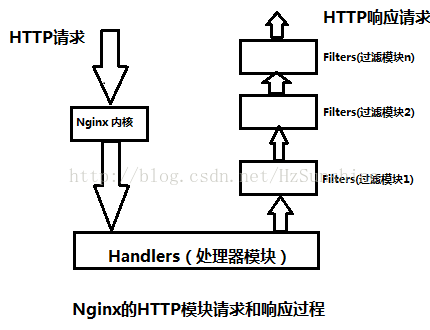 HTTP请求
HTTP响应请求
Filters(过滤模块n)
Nginx 内核
Filters(过滤模块2)
Filters(过滤模块1)
Handlers（处理器模块）
Nginx的HTTP模块请求和响应过程